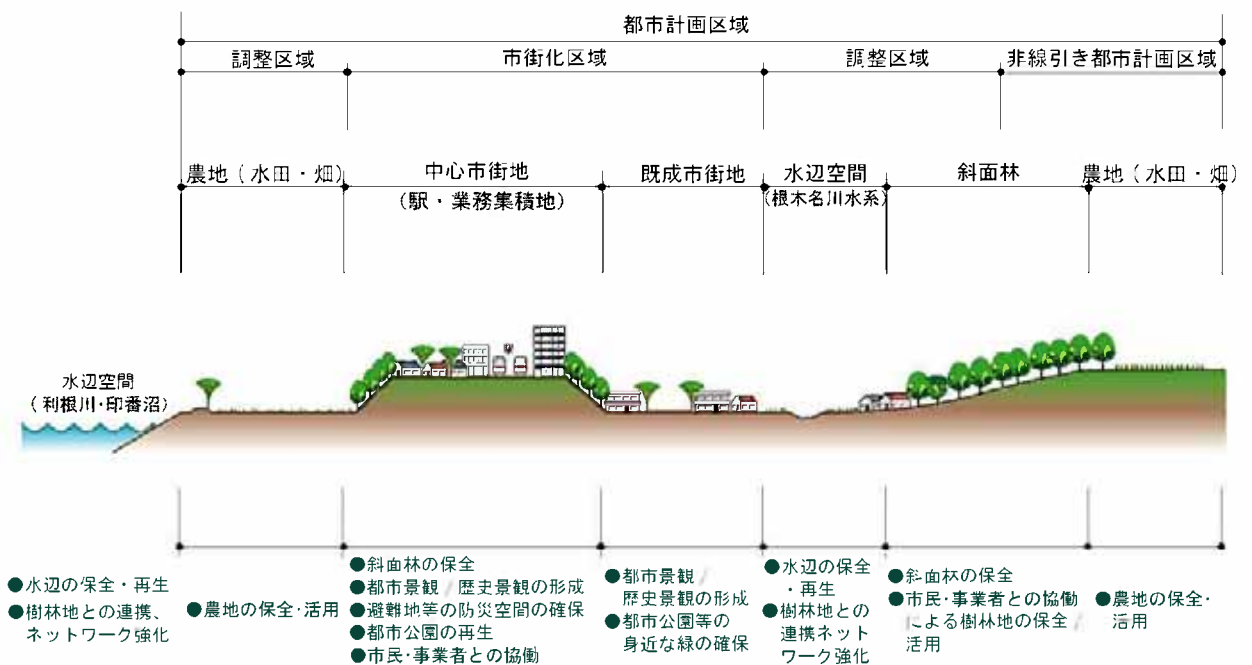 都市計画区域
調整区域
市街化区域
調整区域
非線引き都市計画区域
農地(水田・畑)
中心市街地
(駅・業務集積地)
既成市街地
水辺空間
(根木名川水系)
斜面林
農地(水田・畑)
水辺空間
(利根川・印番沼)
●水辺の保全・再生
●樹林地との連携、
ネットワーク強化
●農地の保全・活用
●斜面林の保全
●都市景観/歴史景観の形成
●避難地等の防災空間の確保
●都市公園の再生
●市民・事業者との協働
●都市景観/
歴史景観の形成
●都市公園等の
身近な緑の確保
●水辺の保全
・再生
●樹林地との
連携ネット
ワーク強化
●斜面林の保全
●市民・事業者との協働
による樹林地の保全/
活用
●農地の保全・
活用